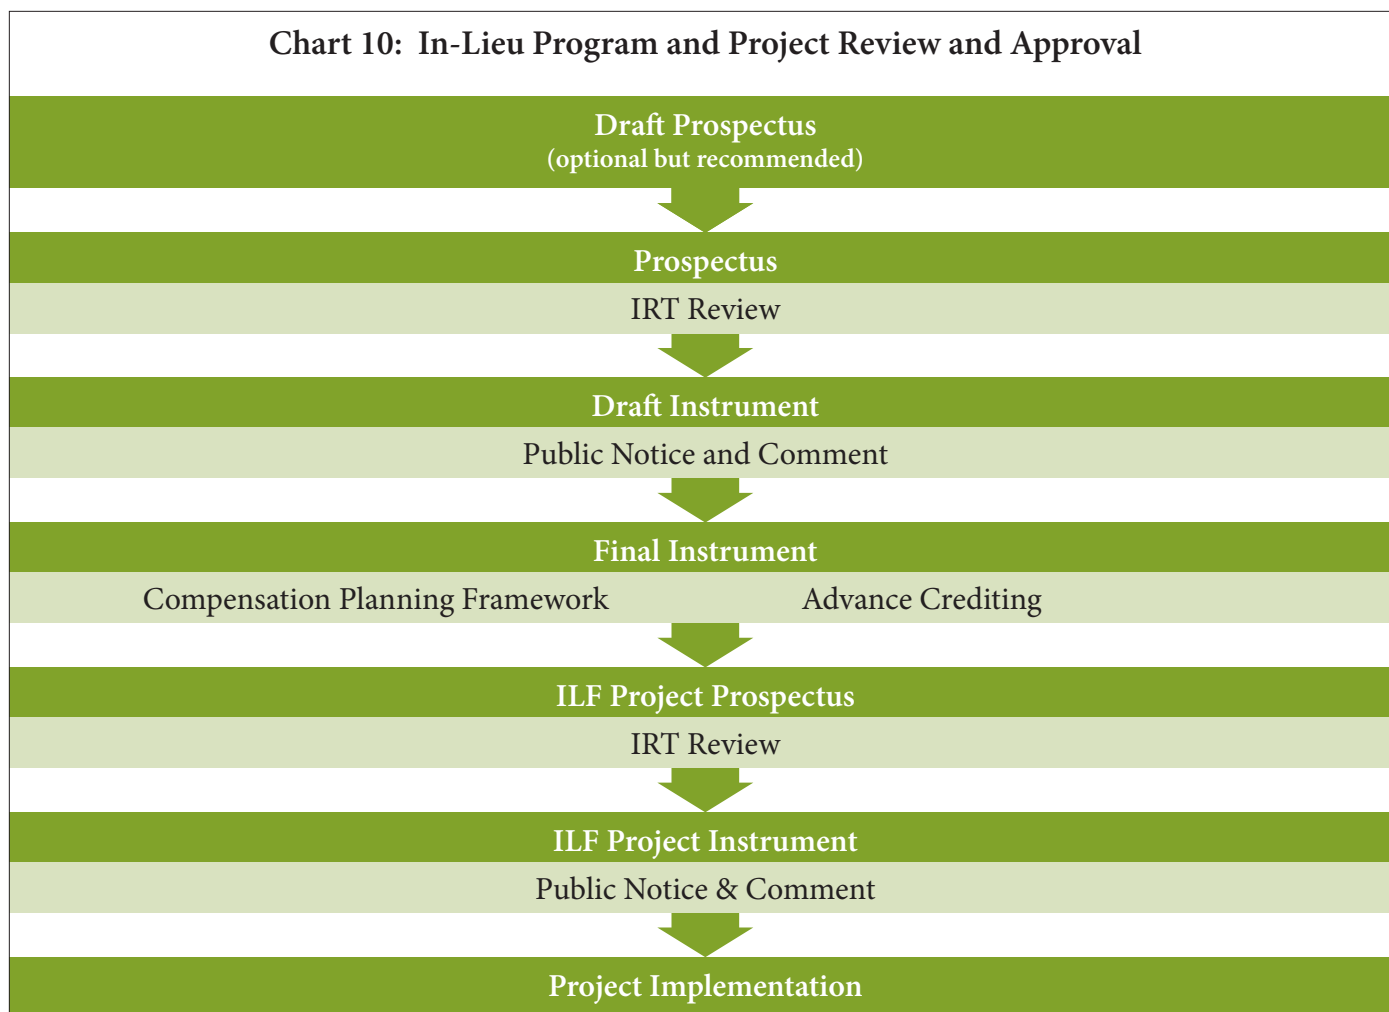 Chart 10: In-Lieu Program and Project Review and Approval
Draft Prospectus
(optional but recommended)
Prospectus
IRT Review
Draft Instrument
Public Notice and Comment
Final Instrument
Compensation Planning Framework Advance Crediting
ILF Project Prospectus
IRT Review
ILF Project Instrument
Public Notice & Comment
Project Implementation